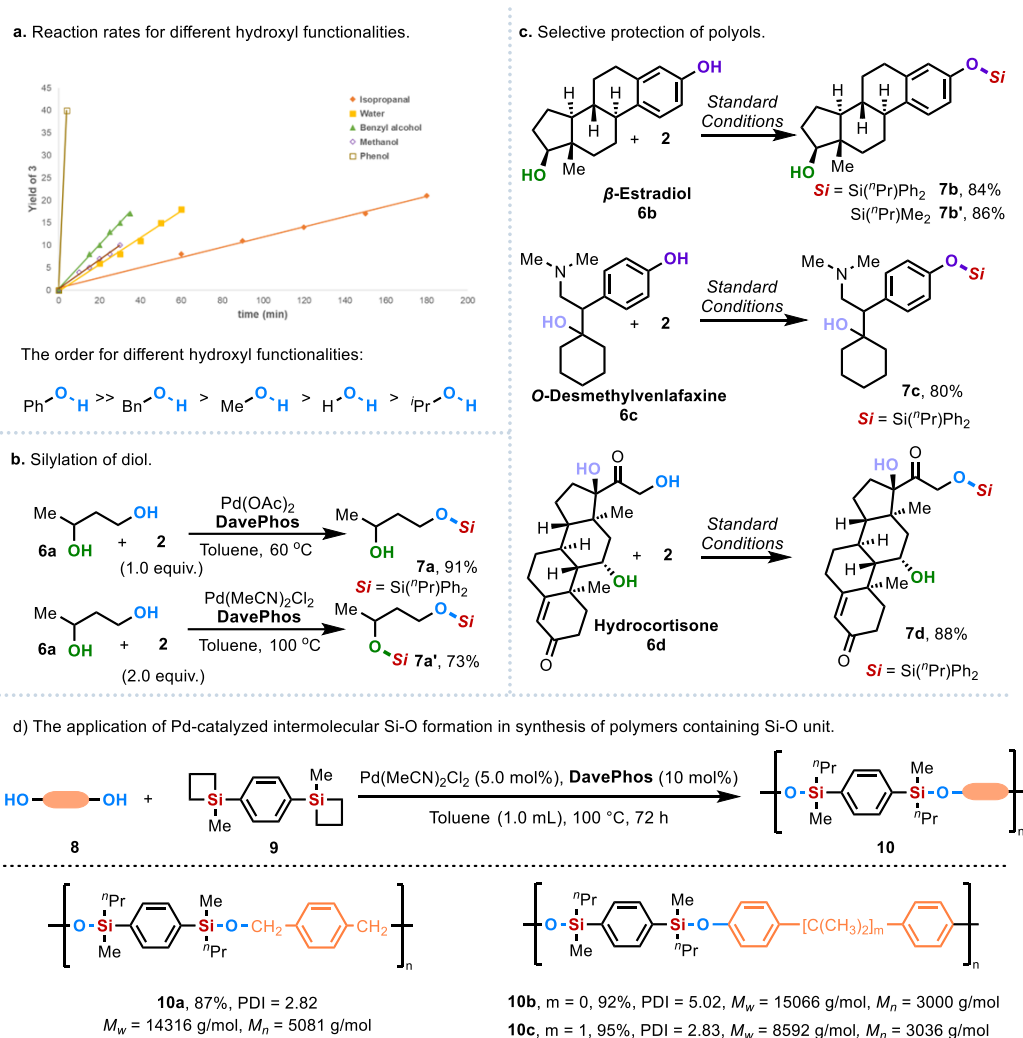 a. Reaction rates for different hydroxyl functionalities.
45
40
35
30
25
20
15
10
5
0
Yield of 3
0 20 40 60 80 100 120 140 160 180 200
time (min)
Isopropanal
Water
Benzyl alcohol
Methanol
Phenol
The order for different hydroxyl functionalities:
Ph O H >> Bn O H > Me O H > H O H > iPr O H
b. Silylation of diol.
Me OH
6a OH + 2
(1.0 equiv.)
Pd(OAc)2
DavePhos
Toluene, 60 °C
Me O Si
OH
7a, 91%
Si = Si(nPr)Ph2
Me OH
6a OH + 2
(2.0 equiv.)
Pd(MeCN)2Cl2
DavePhos
Toluene, 100 °C
Me O Si
O Si 7a', 73%
c. Selective protection of polyols.
OH
H H
H
HO Me
+ 2
β-Estradiol
6b
Standard
Conditions
O Si
H H
H
HO Me
Si = Si(nPr)Ph2 7b, 84%
Si(nPr)Me2 7b', 86%
Me N Me
OH
HO + 2
O-Desmethylvenlafaxine
6c
Standard
Conditions
Me N Me
O Si
HO
7c, 80%
Si = Si(nPr)Ph2
O
HO OH
Me
H H
H Me OH
O
+ 2
Hydrocortisone
6d
Standard
Conditions
O
HO O Si
Me
H H
H Me OH
O
7d, 88%
Si = Si(nPr)Ph2
d) The application of Pd-catalyzed intermolecular Si-O formation in synthesis of polymers containing Si-O unit.
HO OH
8
+
Me
Si Si
Me
9
Pd(MeCN)2Cl2 (5.0 mol%), DavePhos (10 mol%)
Toluene (1.0 mL), 100 °C, 72 h
nPr Me
O Si Si O
Me nPr n
10
nPr Me
O Si Si O CH2 CH2
Me nPr n
10a, 87%, PDI = 2.82
Mw = 14316 g/mol, Mn = 5081 g/mol
nPr Me
O Si Si O [C(CH3)2]m
Me nPr n
10b, m = 0, 92%, PDI = 5.02, Mw = 15066 g/mol, Mn = 3000 g/mol
10c, m = 1, 95%, PDI = 2.83, Mw = 8592 g/mol, Mn = 3036 g/mol